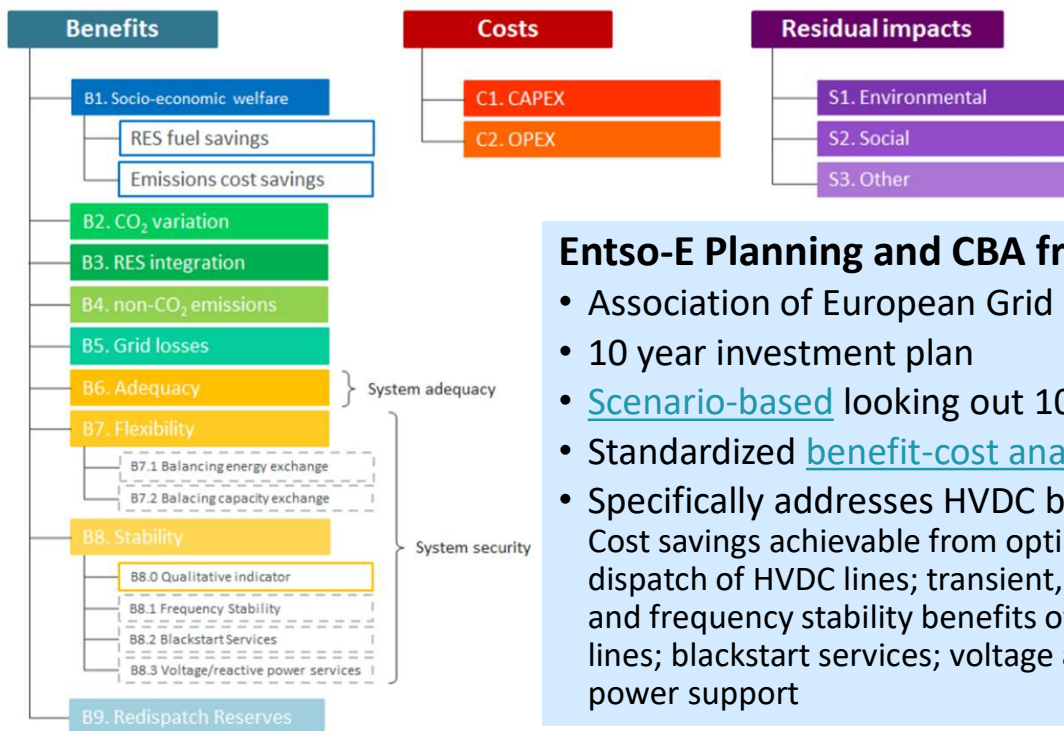 Benefits
B1. Socio-economic welfare
RES fuel savings
Emissions cost savings
B2. CO₂ variation
B3. RES integration
B4. non-CO₂ emissions
B5. Grid losses
B6. Adequacy
System adequacy
B7. Flexibility
B7.1 Balancing energy exchange
B7.2 Balacing capacity exchange
B8. Stability
B8.0 Qualitative indicator
B8.1 Frequency Stability
B8.2 Blackstart Services
B8.3 Voltage/reactive power services
System security
B9. Redispatch Reserves
Costs
C1. CAPEX
C2. OPEX
Residual impacts
S1. Environmental
S2. Social
S3. Other
Entso-E Planning and CBA
• Association of European Grid
• 10 year investment plan
• Scenario-based looking out
• Standardized benefit-cost
• Specifically addresses HVDC
Cost savings achievable from
dispatch of HVDC lines; transient,
and frequency stability benefits
lines; blackstart services; voltage
power support